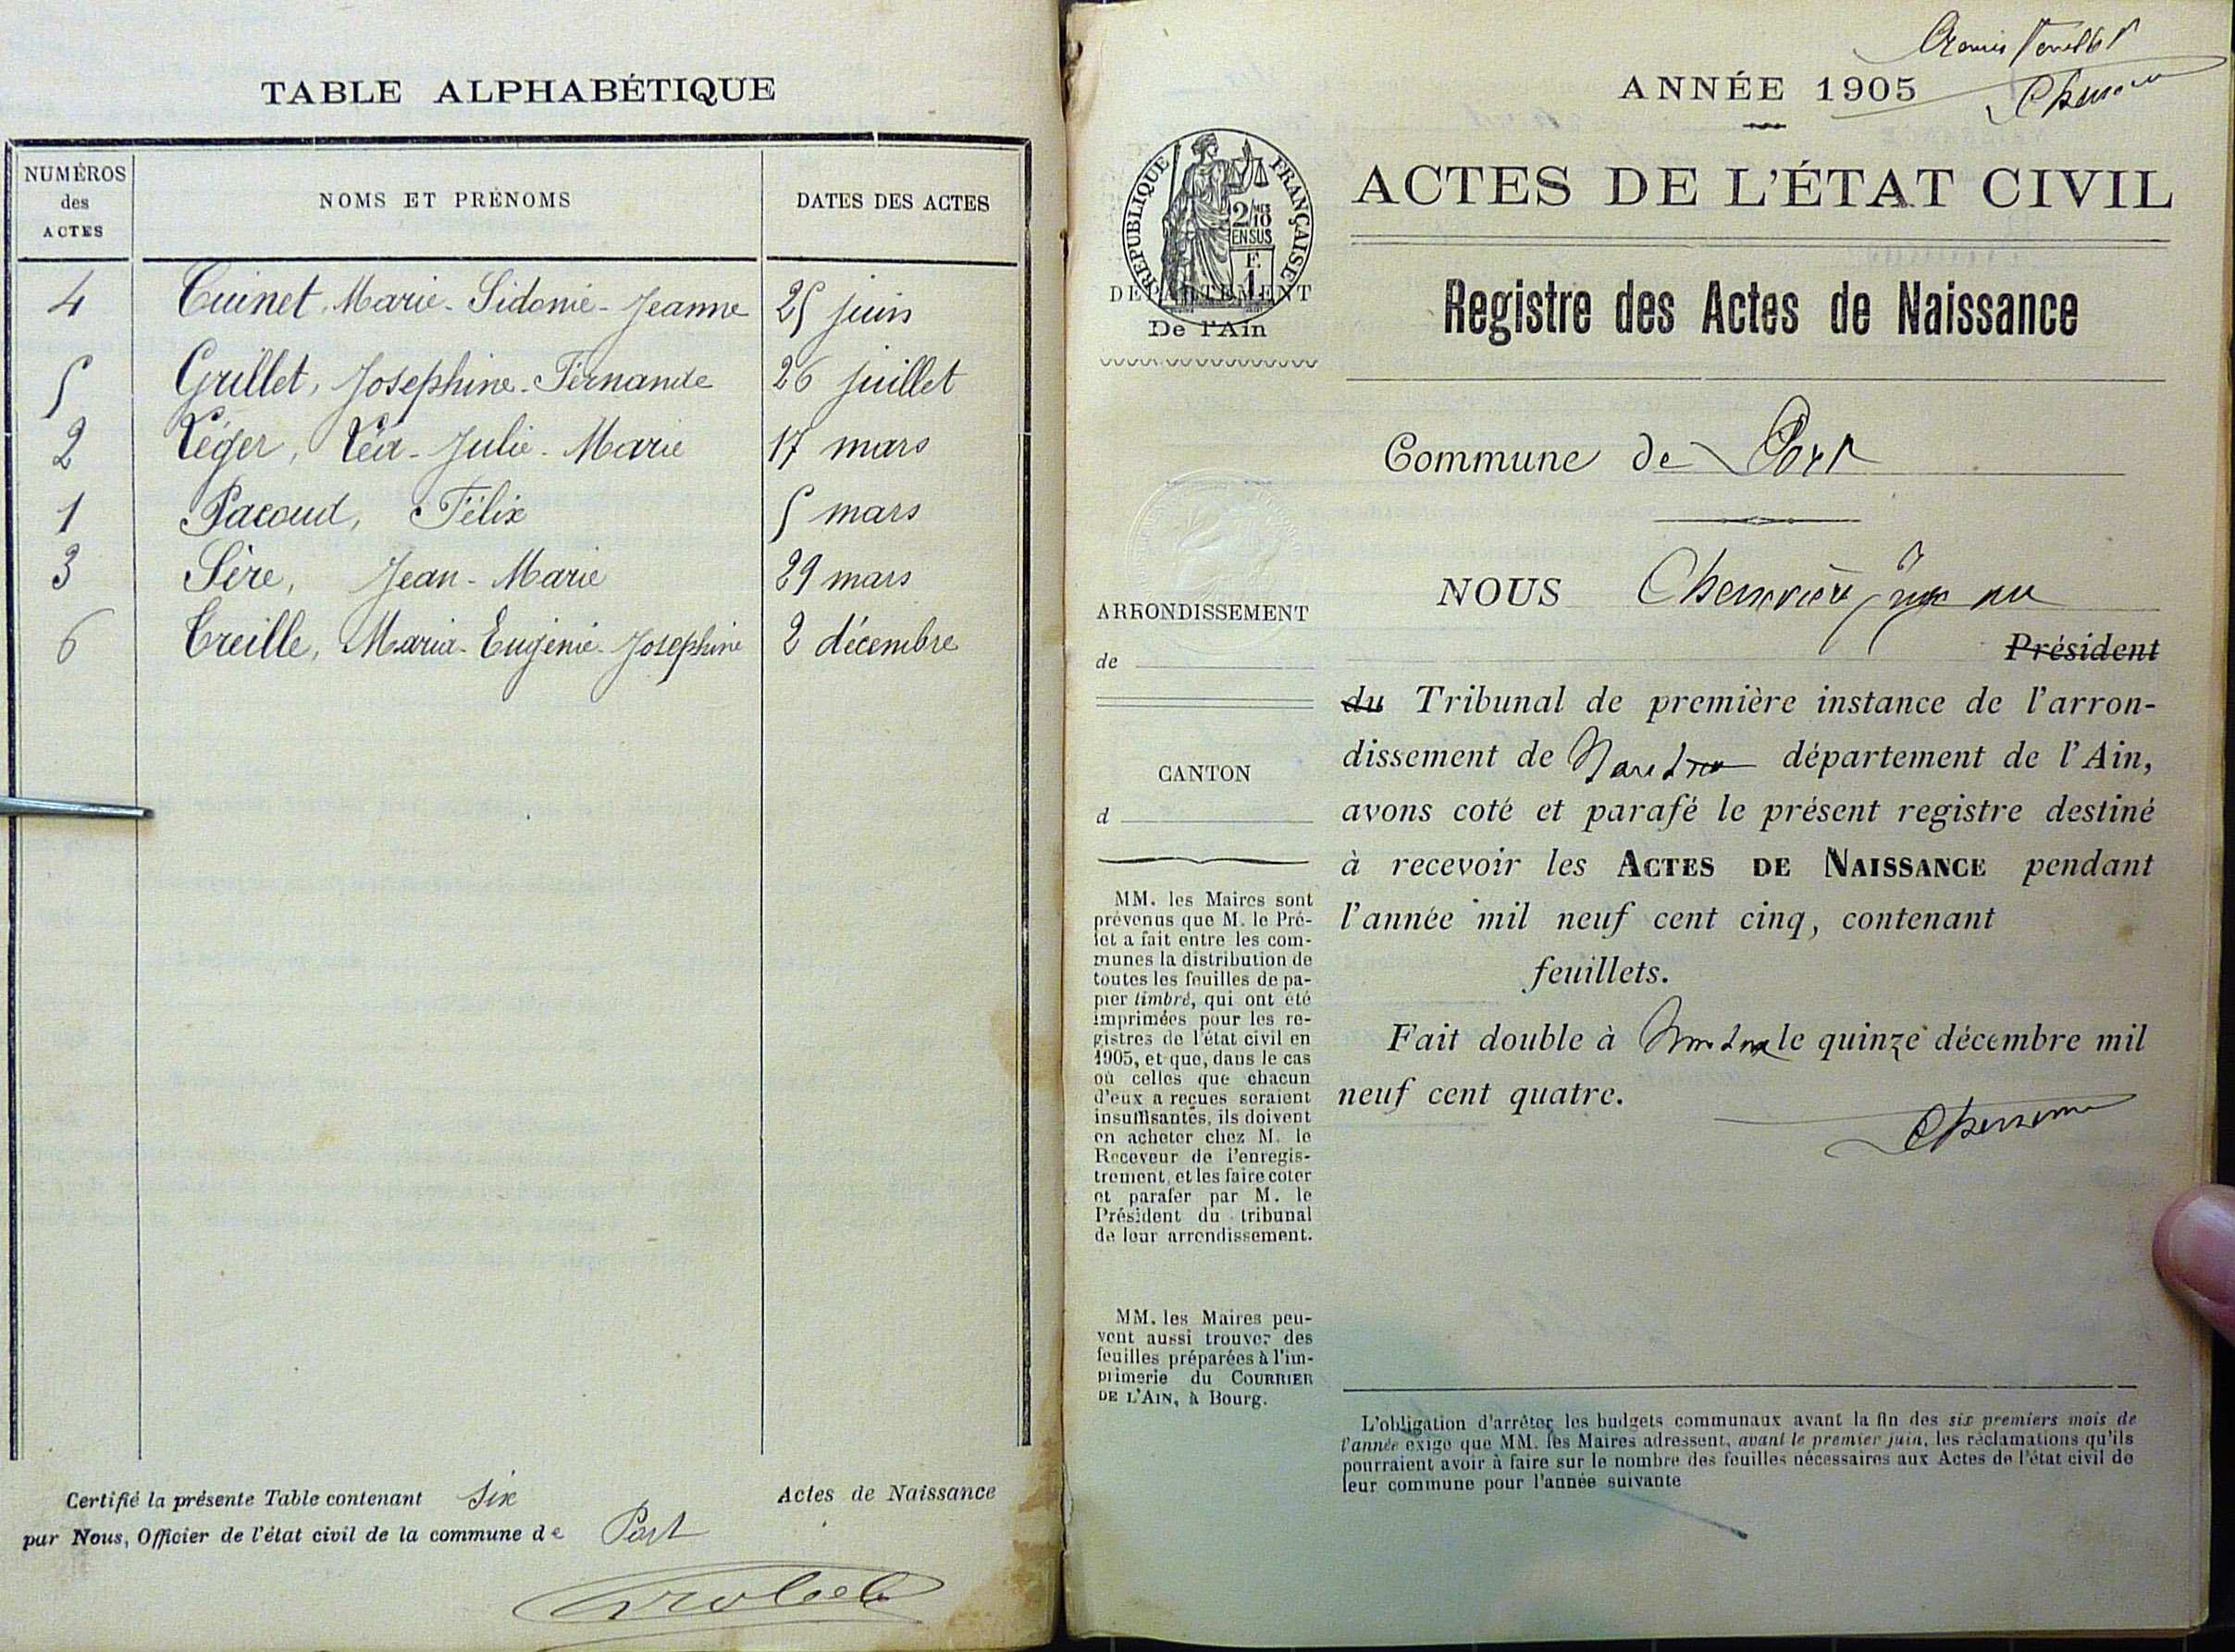 TABLE ALPHABÉTIQUE
NUMÉROS
des
ACTES
NOMS ET PRÉNOMS
DATES DES ACTES
4 Cuinet, Marie-Sidonie-Jeanne 25 juin
5 Grillet, Josephine-Fernande 26 juillet
2 Léger, Léa-Julie-Marie 17 mars
1 Pacoud, Félix 5 mars
3 Sère, Jean-Marie 29 mars
6 Treille, Maria-Eugénie-Josephine 2 décembre
Certifié la présente Table contenant six Actes de Naissance
par Nous, Officier de l'état civil de la commune de Port
ANNÉE 1905
ACTES DE L'ÉTAT CIVIL
RÉPUBLIQUE FRANÇAISE
2/10
EN SUS
F.
1
DÉPARTEMENT
De l'Ain
Registre des Actes de Naissance
Commune de Port
NOUS Chenevière juge au
Président
du Tribunal de première instance de l'arron-
dissement de Nantua département de l'Ain,
avons coté et parafé le présent registre destiné
à recevoir les ACTES DE NAISSANCE pendant
l'année mil neuf cent cinq, contenant
feuillets.
Fait double à Nantua le quinze décembre mil
neuf cent quatre.
ARRONDISSEMENT
de
CANTON
d
MM. les Maires sont
prévenus que M. le Pré-
fet a fait entre les com-
munes la distribution de
toutes les feuilles de pa-
pier timbré, qui ont été
imprimées pour les re-
gistres de l'état civil en
1905, et que, dans le cas
où celles que chacun
d'eux a reçues seraient
insuffisantes, ils doivent
en acheter chez M. le
Receveur de l'enregis-
trement, et les faire coter
et parafer par M. le
Président du tribunal
de leur arrondissement.
MM. les Maires peu-
vent aussi trouver des
feuilles préparées à l'im-
primerie du COURRIER
DE L'AIN, à Bourg.
L'obligation d'arrêter les budgets communaux avant la fin des six premiers mois de
l'année exige que MM. les Maires adressent, avant le premier juin, les réclamations qu'ils
pourraient avoir à faire sur le nombre des feuilles nécessaires aux Actes de l'état civil de
leur commune pour l'année suivante